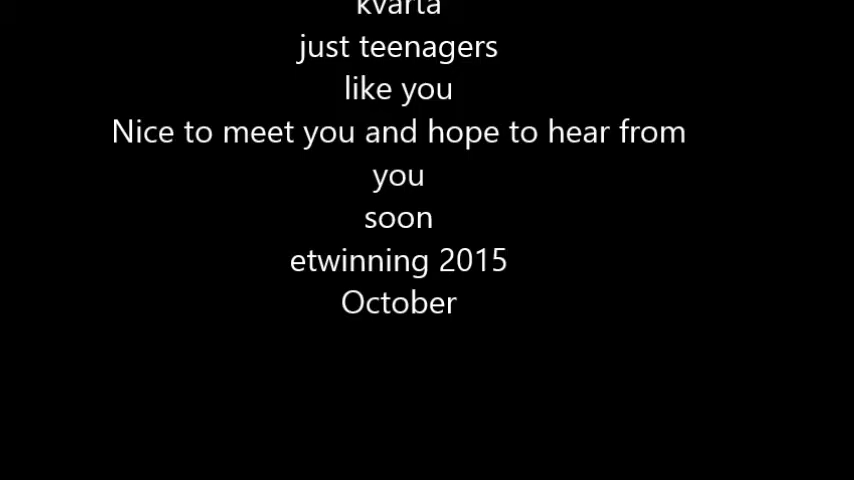 kvarta
just teenagers
like you
Nice to meet you and hope to hear from
you
soon
etwinning 2015
October